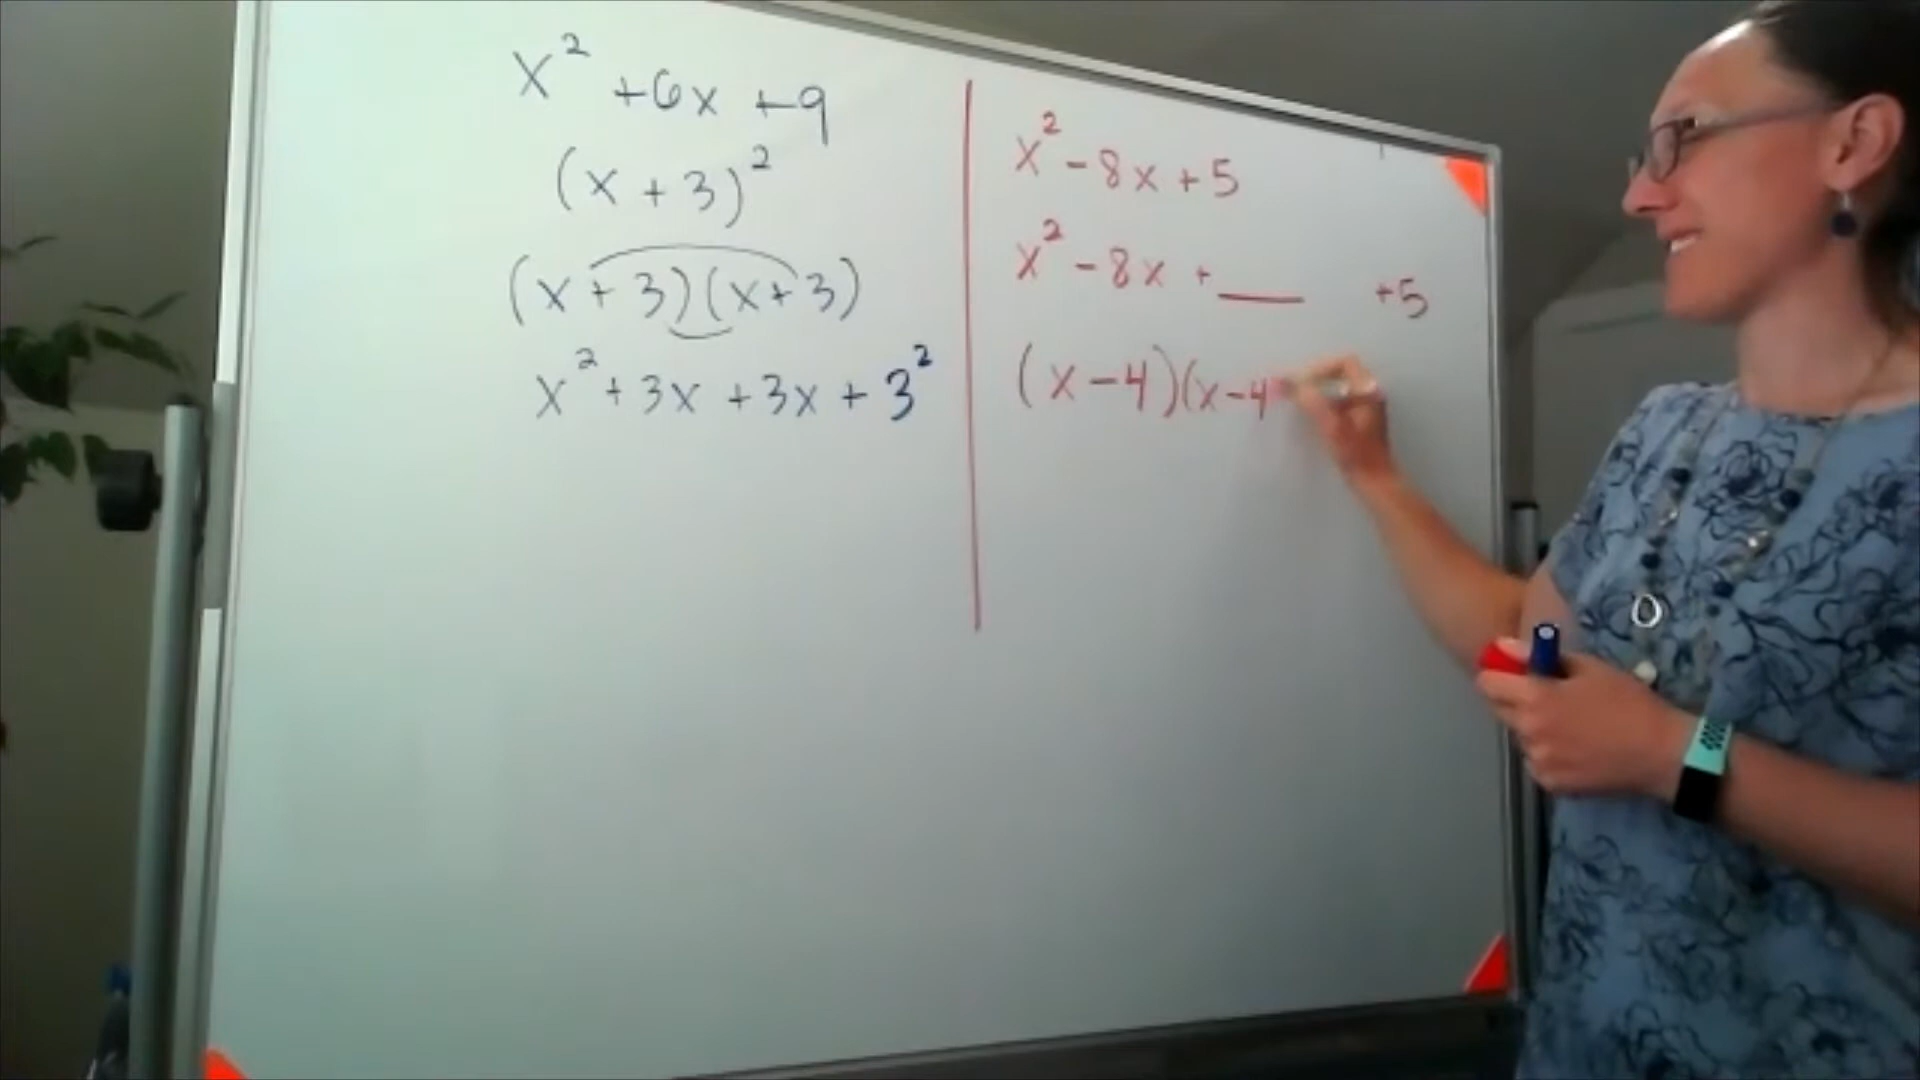 x² + 6x + 9
(x + 3)²
(x + 3)(x + 3)
x² + 3x + 3x + 3²
x² - 8x + 5
x² - 8x + ___ + 5
(x - 4)(x - 4